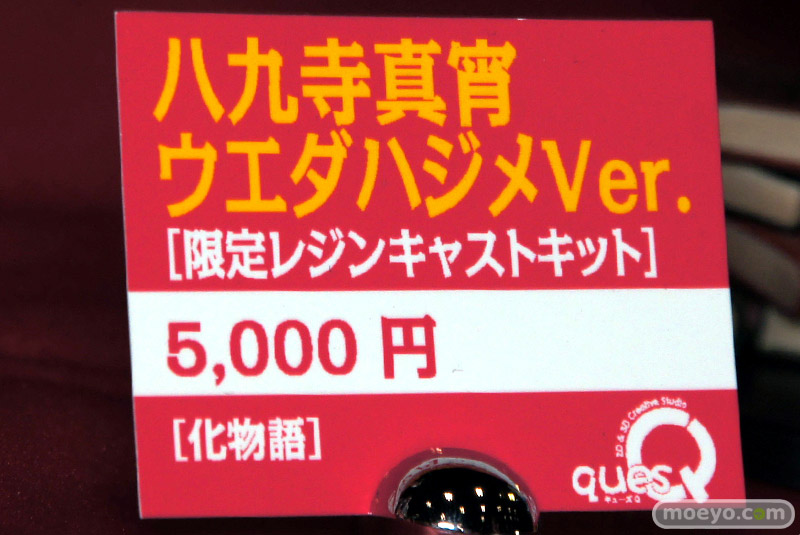 八九寺真宵
ウエダハジメVer.
[限定レジンキャストキット]
5,000 円
[化物語]
2D & 3D Creative Studio
quesQ
キューズQ
moeyo.com